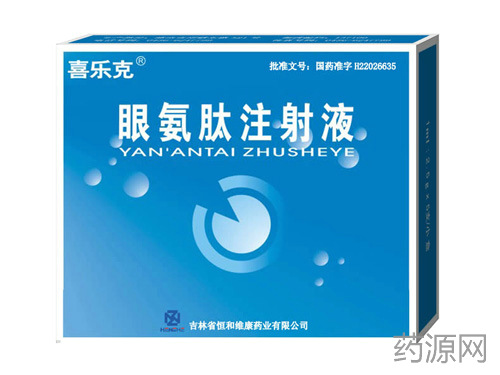 喜乐克®
批准文号：国药准字H22026635
眼氨肽注射液
YAN'ANTAI ZHUSHEYE
HENGHE
吉林省恒和维康药业有限公司
药源网